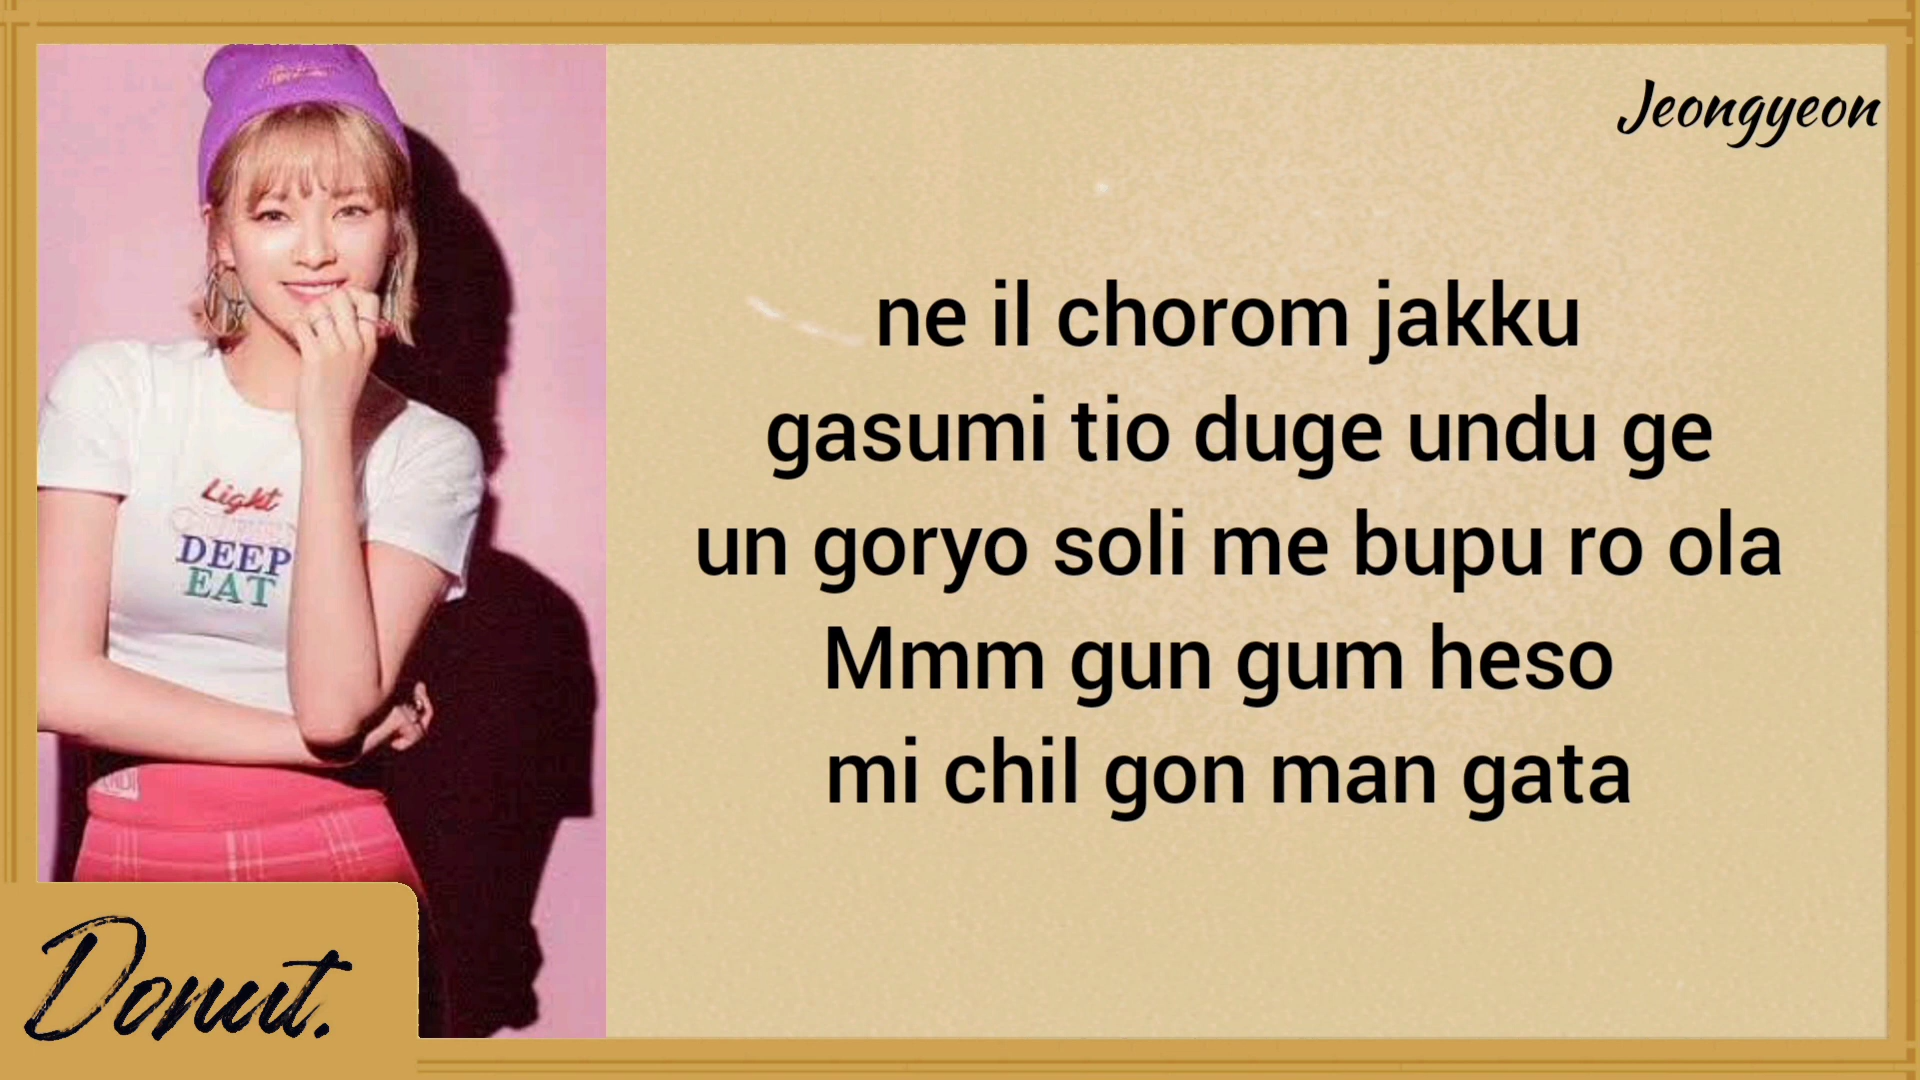 Jeongyeon
ne il chorom jakku
gasumi tio duge undu ge
un goryo soli me bupu ro ola
Mmm gun gum heso
mi chil gon man gata
Light
DEEP
EAT
Donut.